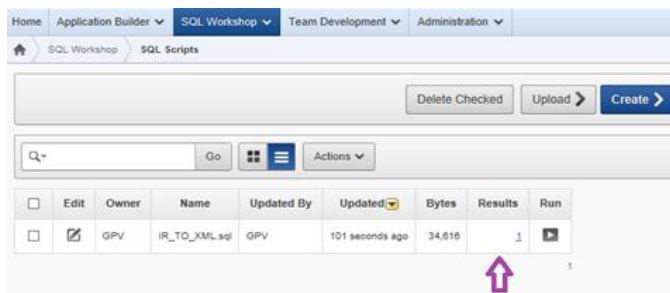 Home Application Builder SQL Workshop Team Development Administration
SQL Workshop SQL Scripts
Delete Checked Upload Create
Go Actions
Edit Owner Name Updated By Updated Bytes Results Run
GPV IR_TO_XML.sql GPV 101 seconds ago 34,616 1
1